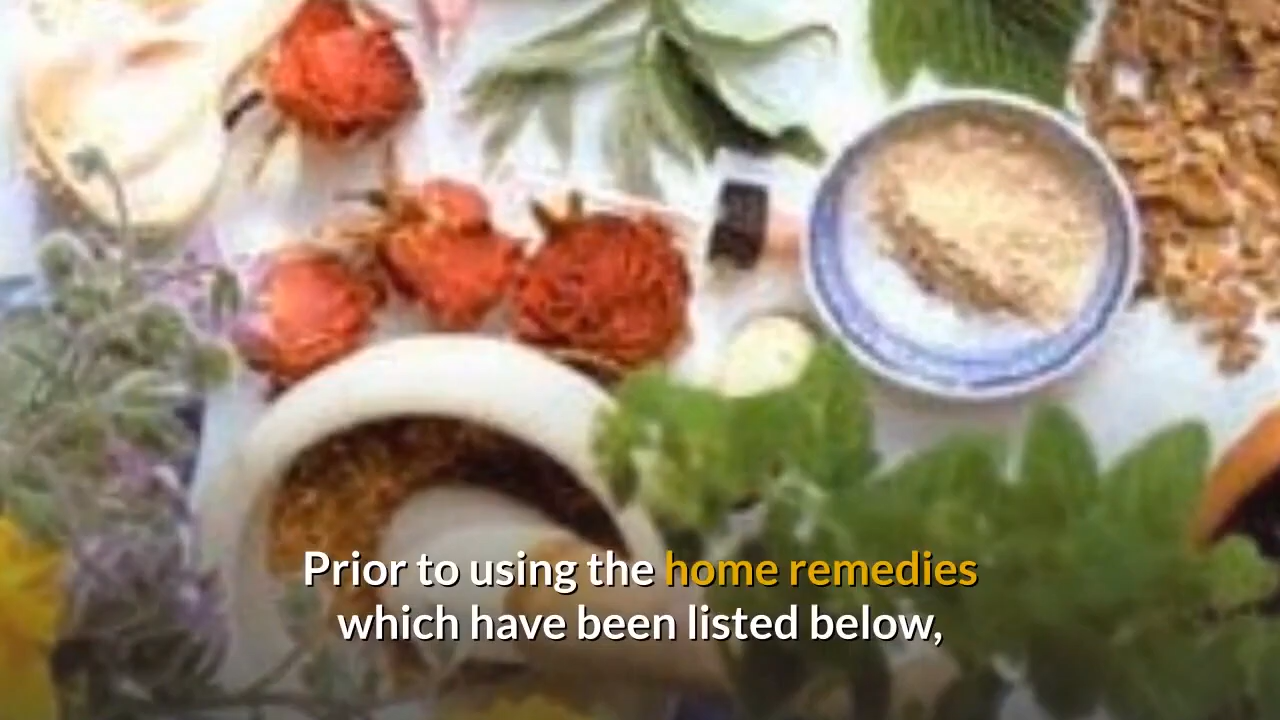 Prior to using the home remedies
which have been listed below,